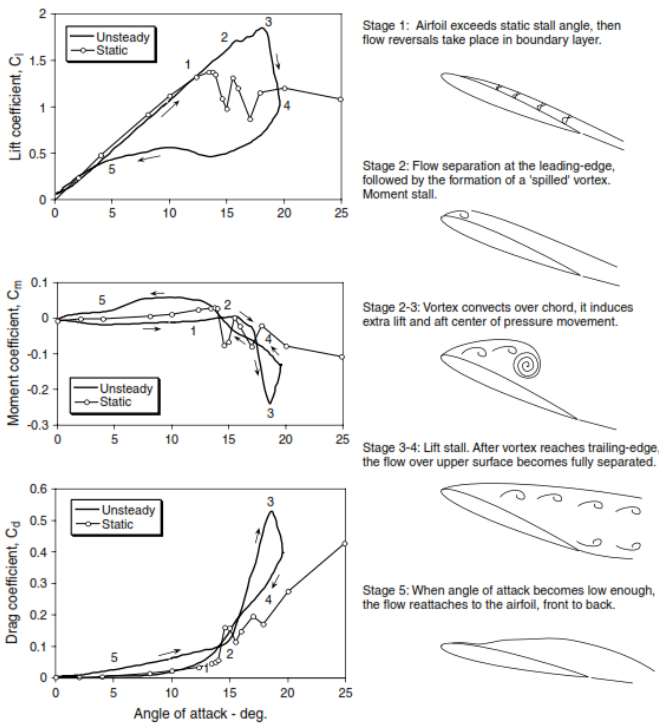 Lift coefficient, C_l
2
1.5
1
0.5
0
Unsteady
Static
1
2
3
4
5
0
5
10
15
20
25
Moment coefficient, C_m
0.1
0
-0.1
-0.2
-0.3
Unsteady
Static
5
1
2
4
3
0
5
10
15
20
25
Drag coefficient, C_d
0.6
0.5
0.4
0.3
0.2
0.1
0
Unsteady
Static
3
4
5
1
2
0
5
10
15
20
25
Angle of attack - deg.
Stage 1: Airfoil exceeds static stall angle, then
flow reversals take place in boundary layer.
Stage 2: Flow separation at the leading-edge,
followed by the formation of a 'spilled' vortex.
Moment stall.
Stage 2-3: Vortex convects over chord, it induces
extra lift and aft center of pressure movement.
Stage 3-4: Lift stall. After vortex reaches trailing-edge,
the flow over upper surface becomes fully separated.
Stage 5: When angle of attack becomes low enough,
the flow reattaches to the airfoil, front to back.